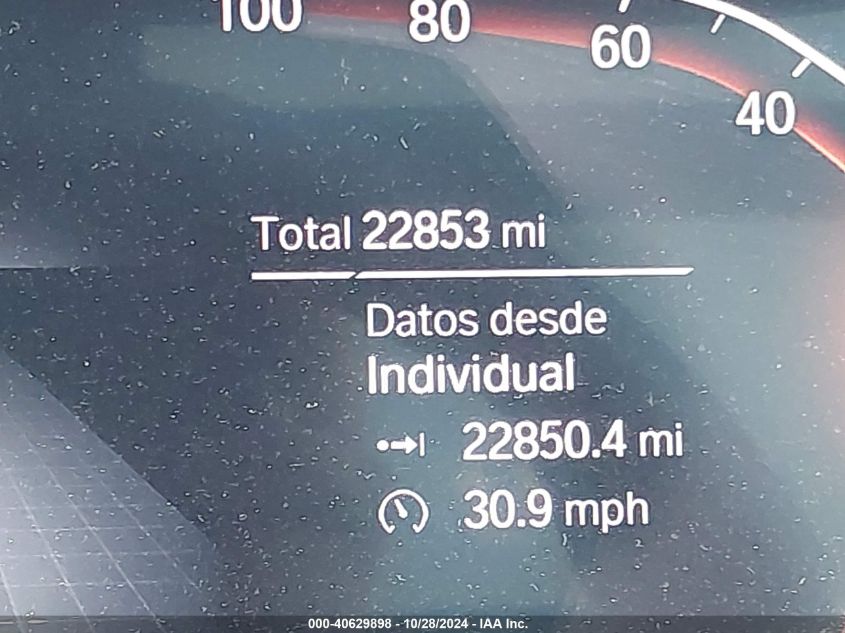 100 80 60 40
Total 22853 mi
Datos desde
Individual
22850.4 mi
30.9 mph
000-40629898 - 10/28/2024 - IAA Inc.